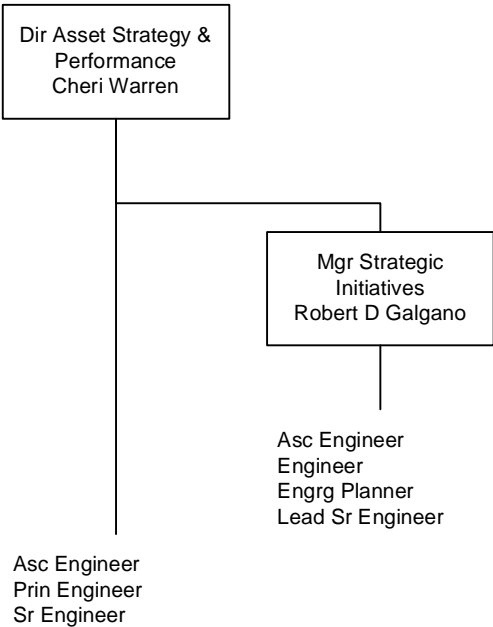 Dir Asset Strategy &
Performance
Cheri Warren
Mgr Strategic
Initiatives
Robert D Galgano
Asc Engineer
Engineer
Engrg Planner
Lead Sr Engineer
Asc Engineer
Prin Engineer
Sr Engineer